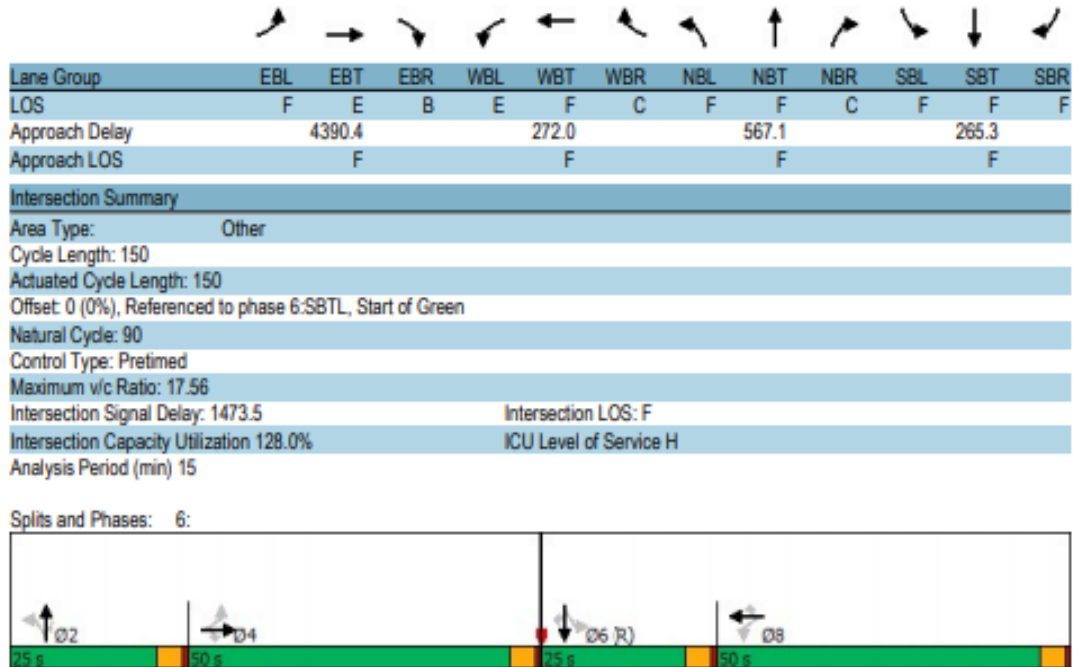 Lane Group EBL EBT EBR WBL WBT WBR NBL NBT NBR SBL SBT SBR
LOS F E B E F C F F C F F F
Approach Delay 4390.4 272.0 567.1 265.3
Approach LOS F F F F
Intersection Summary
Area Type: Other
Cycle Length: 150
Actuated Cycle Length: 150
Offset: 0 (0%), Referenced to phase 6:SBTL, Start of Green
Natural Cycle: 90
Control Type: Pretimed
Maximum v/c Ratio: 17.56
Intersection Signal Delay: 1473.5 Intersection LOS: F
Intersection Capacity Utilization 128.0% ICU Level of Service H
Analysis Period (min) 15
Splits and Phases: 6:
Ø2 Ø4 Ø6 (R) Ø8
25 s 50 s 25 s 50 s